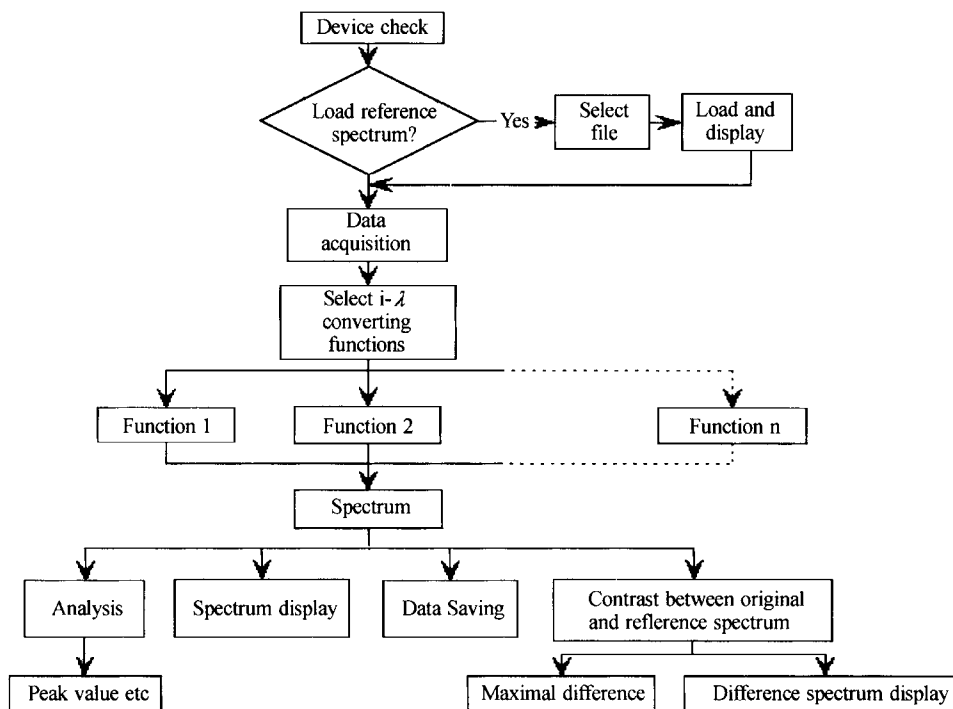 Device check
Load reference
spectrum?
Yes
Select
file
Load and
display
Data
acquisition
Select i-λ
converting
functions
Function 1
Function 2
Function n
Spectrum
Analysis
Spectrum display
Data Saving
Contrast between original
and reflerence spectrum
Peak value etc
Maximal difference
Difference spectrum display